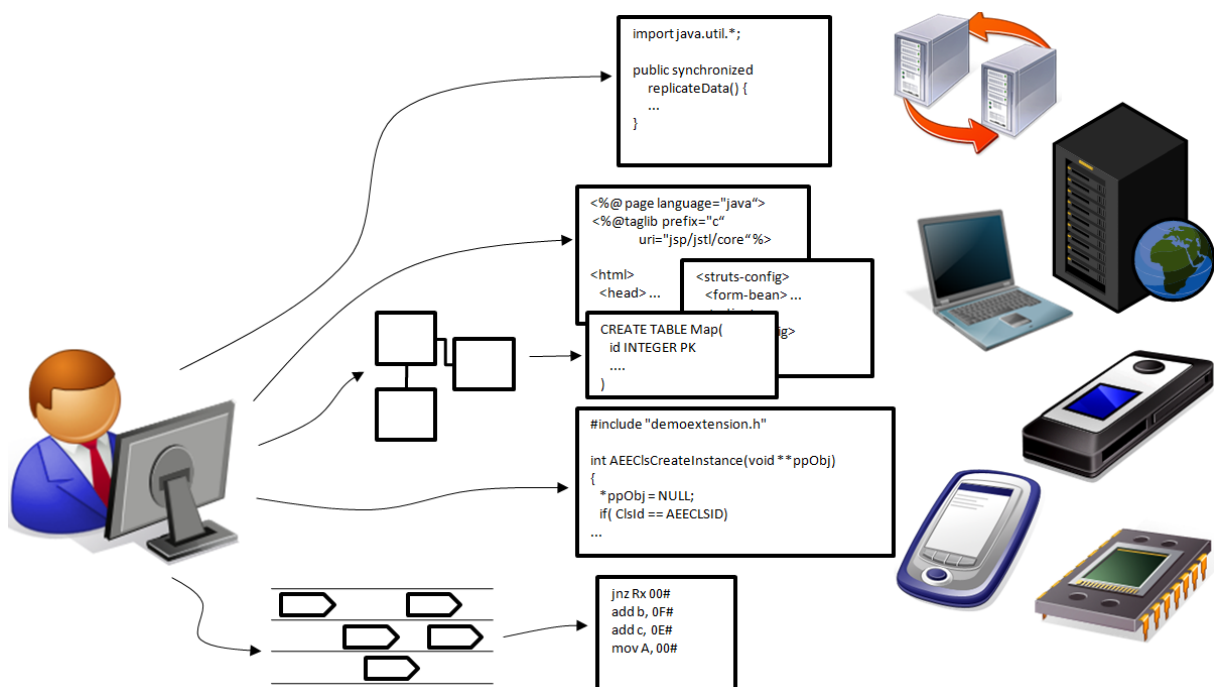 import java.util.*;
public synchronized
replicateData() {
...
}
<%@ page language="java“>
<%@taglib prefix="c“
uri="jsp/jstl/core“%>
<html>
<head> ...
<struts-config>
<form-bean> ...
ig>
CREATE TABLE Map(
id INTEGER PK
....
)
#include "demoextension.h"
int AEEClsCreateInstance(void **ppObj)
{
*ppObj = NULL;
if( ClsId == AEECLSID)
...
jnz Rx 00#
add b, 0F#
add c, 0E#
mov A, 00#